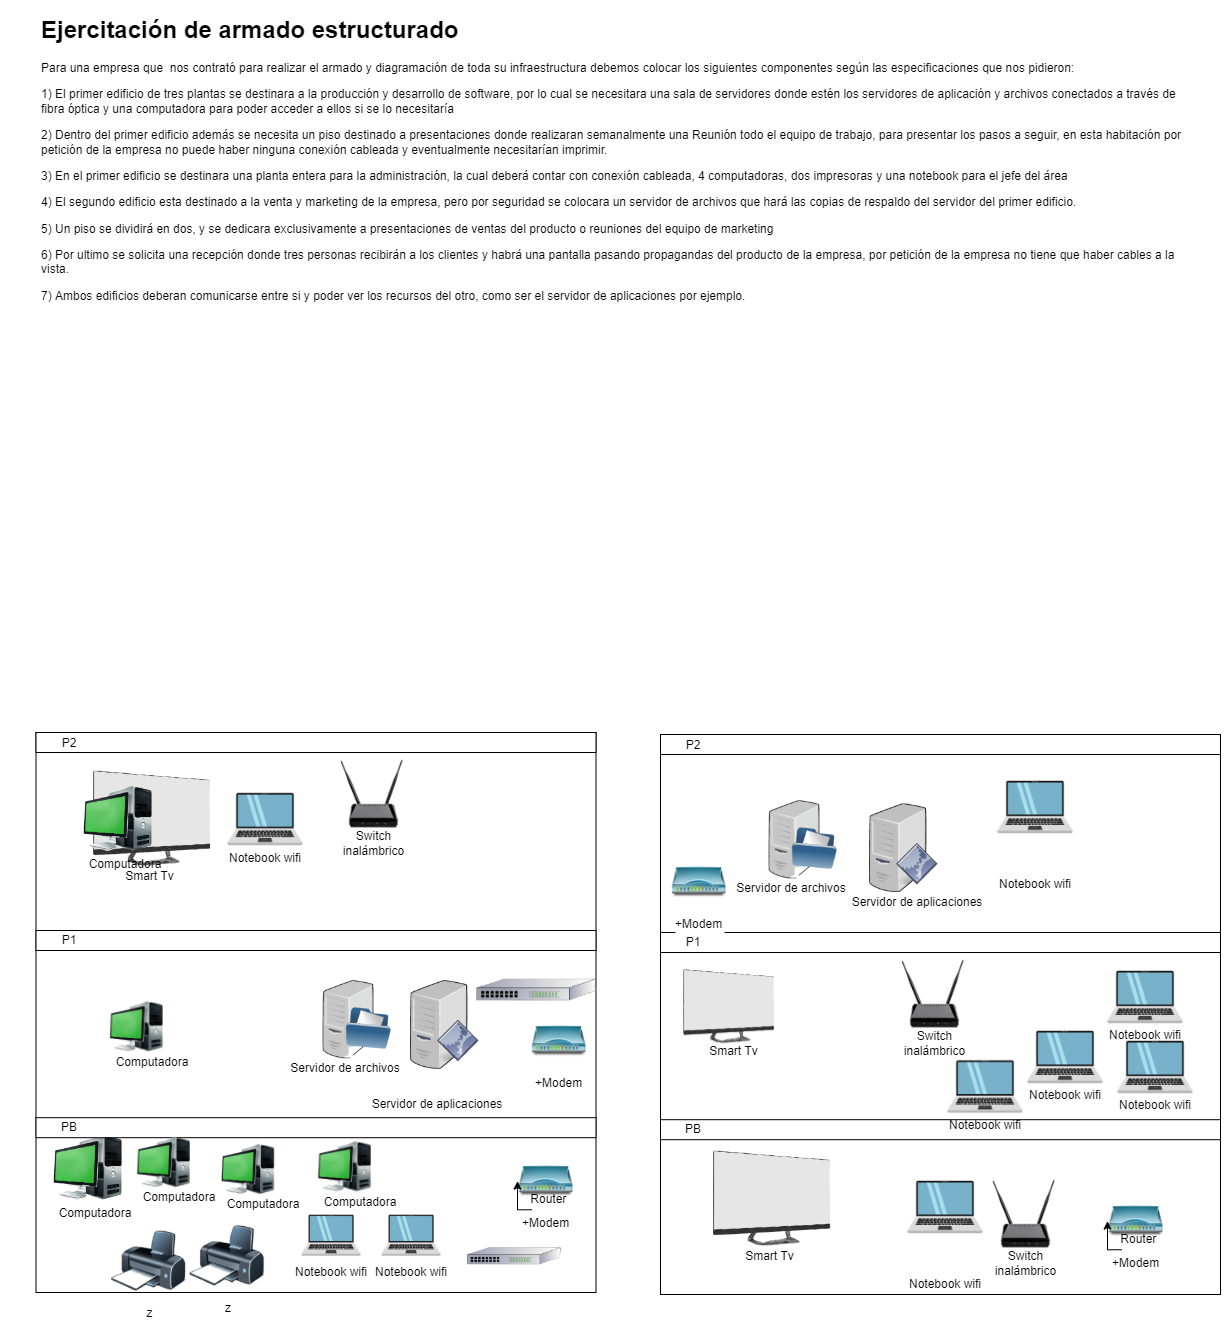 Ejercitación de armado estructurado
Para una empresa que  nos contrató para realizar el armado y diagramación de toda su infraestructura debemos colocar los siguientes componentes según las especificaciones que nos pidieron:
1) El primer edificio de tres plantas se destinara a la producción y desarrollo de software, por lo cual se necesitara una sala de servidores donde estén los servidores de aplicación y archivos conectados a través de
fibra óptica y una computadora para poder acceder a ellos si se lo necesitaría
2) Dentro del primer edificio además se necesita un piso destinado a presentaciones donde realizaran semanalmente una Reunión todo el equipo de trabajo, para presentar los pasos a seguir, en esta habitación por
petición de la empresa no puede haber ninguna conexión cableada y eventualmente necesitarían imprimir.
3) En el primer edificio se destinara una planta entera para la administración, la cual deberá contar con conexión cableada, 4 computadoras, dos impresoras y una notebook para el jefe del área
4) El segundo edificio esta destinado a la venta y marketing de la empresa, pero por seguridad se colocara un servidor de archivos que hará las copias de respaldo del servidor del primer edificio.
5) Un piso se dividirá en dos, y se dedicara exclusivamente a presentaciones de ventas del producto o reuniones del equipo de marketing
6) Por ultimo se solicita una recepción donde tres personas recibirán a los clientes y habrá una pantalla pasando propagandas del producto de la empresa, por petición de la empresa no tiene que haber cables a la
vista.
7) Ambos edificios deberan comunicarse entre si y poder ver los recursos del otro, como ser el servidor de aplicaciones por ejemplo.
P2
Computadora
Smart Tv
Notebook wifi
Switch
inalámbrico
P1
Computadora
Servidor de archivos
Servidor de aplicaciones
+Modem
PB
Computadora
Computadora
Computadora
Computadora
Router
+Modem
Notebook wifi
Notebook wifi
z
z
P2
+Modem
Servidor de archivos
Servidor de aplicaciones
Notebook wifi
P1
Smart Tv
Switch
inalámbrico
Notebook wifi
Notebook wifi
Notebook wifi
Notebook wifi
PB
Smart Tv
Notebook wifi
Switch
inalámbrico
Router
+Modem